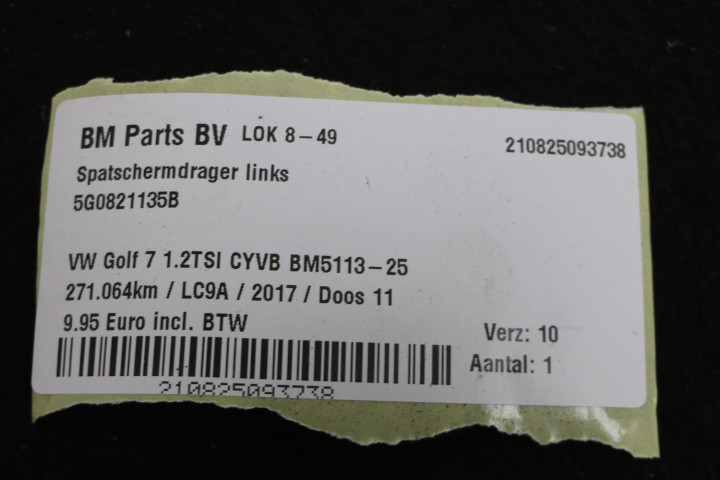 BM Parts BV LOK 8-49
210825093738
Spatschermdrager links
5G0821135B
VW Golf 7 1.2TSI CYVB BM5113-25
271.064km / LC9A / 2017 / Doos 11
9.95 Euro incl. BTW
Verz: 10
Aantal: 1
210825093738